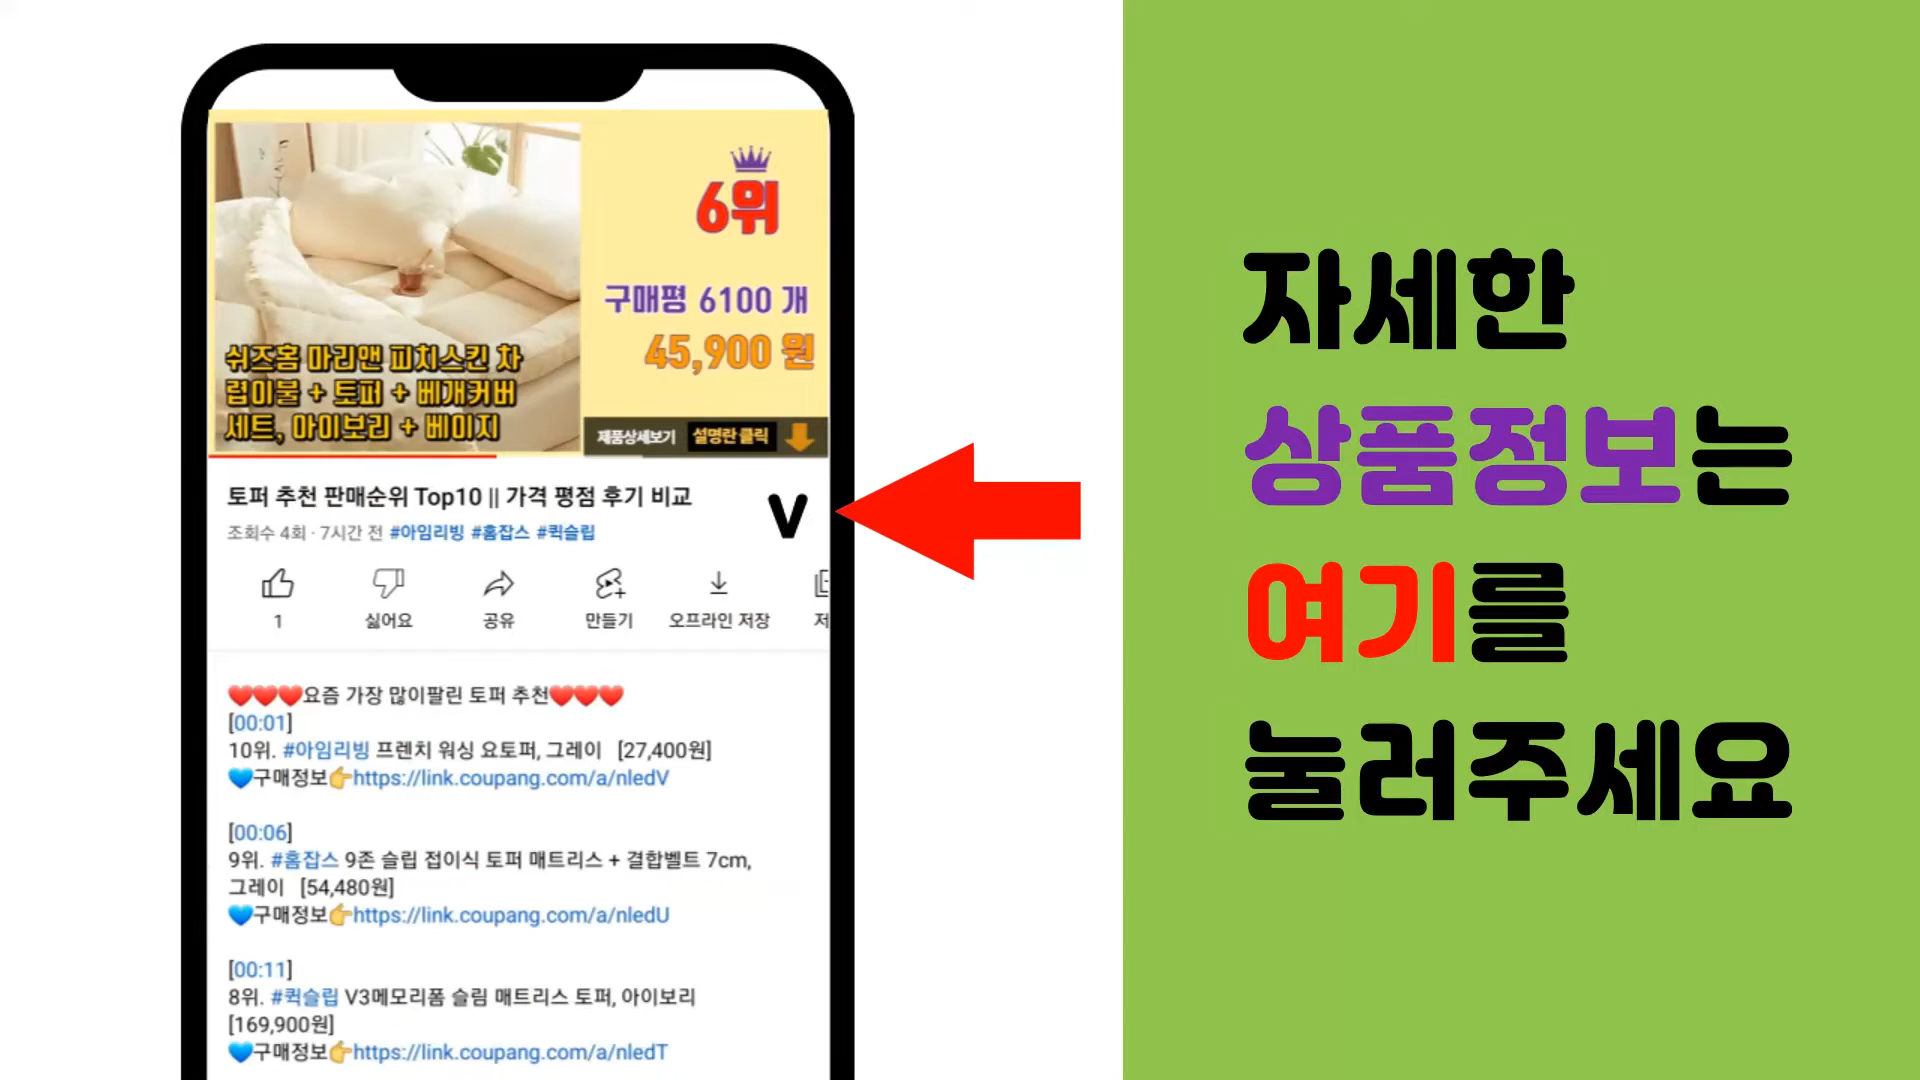 6위
구매평 6100 개
45,900 원
쉬즈홈 마리앤 피치스킨 차
렵이불 + 토퍼 + 베개커버
세트, 아이보리 + 베이지
제품상세보기 설명란 클릭
토퍼 추천 판매순위 Top10 || 가격 평점 후기 비교
V
조회수 4회 · 7시간 전 #아임리빙 #홈잡스 #퀵슬립
1 싫어요 공유 만들기 오프라인 저장 저
❤️❤️❤️요즘 가장 많이팔린 토퍼 추천❤️❤️❤️
[00:01]
10위. #아임리빙 프렌치 워싱 요토퍼, 그레이 [27,400원]
💙구매정보👉https://link.coupang.com/a/nledV
[00:06]
9위. #홈잡스 9존 슬립 접이식 토퍼 매트리스 + 결합벨트 7cm,
그레이 [54,480원]
💙구매정보👉https://link.coupang.com/a/nledU
[00:11]
8위. #퀵슬립 V3메모리폼 슬림 매트리스 토퍼, 아이보리
[169,900원]
💙구매정보👉https://link.coupang.com/a/nledT
자세한
상품정보는
여기를
눌러주세요